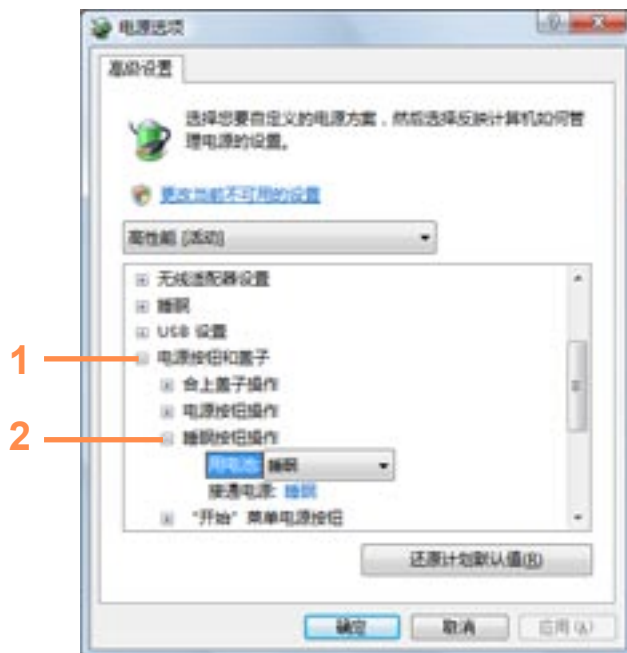 电源选项
高级设置
选择您要自定义的电源方案，然后选择反映计算机如何管
理电源的设置。
更改当前不可用的设置
高性能 [活动]
无线适配器设置
睡眠
USB 设置
1 电源按钮和盖子
合上盖子操作
电源按钮操作
2 睡眠按钮操作
用电池: 睡眠
接通电源: 睡眠
"开始" 菜单电源按钮
还原计划默认值(R)
确定 取消 应用(A)